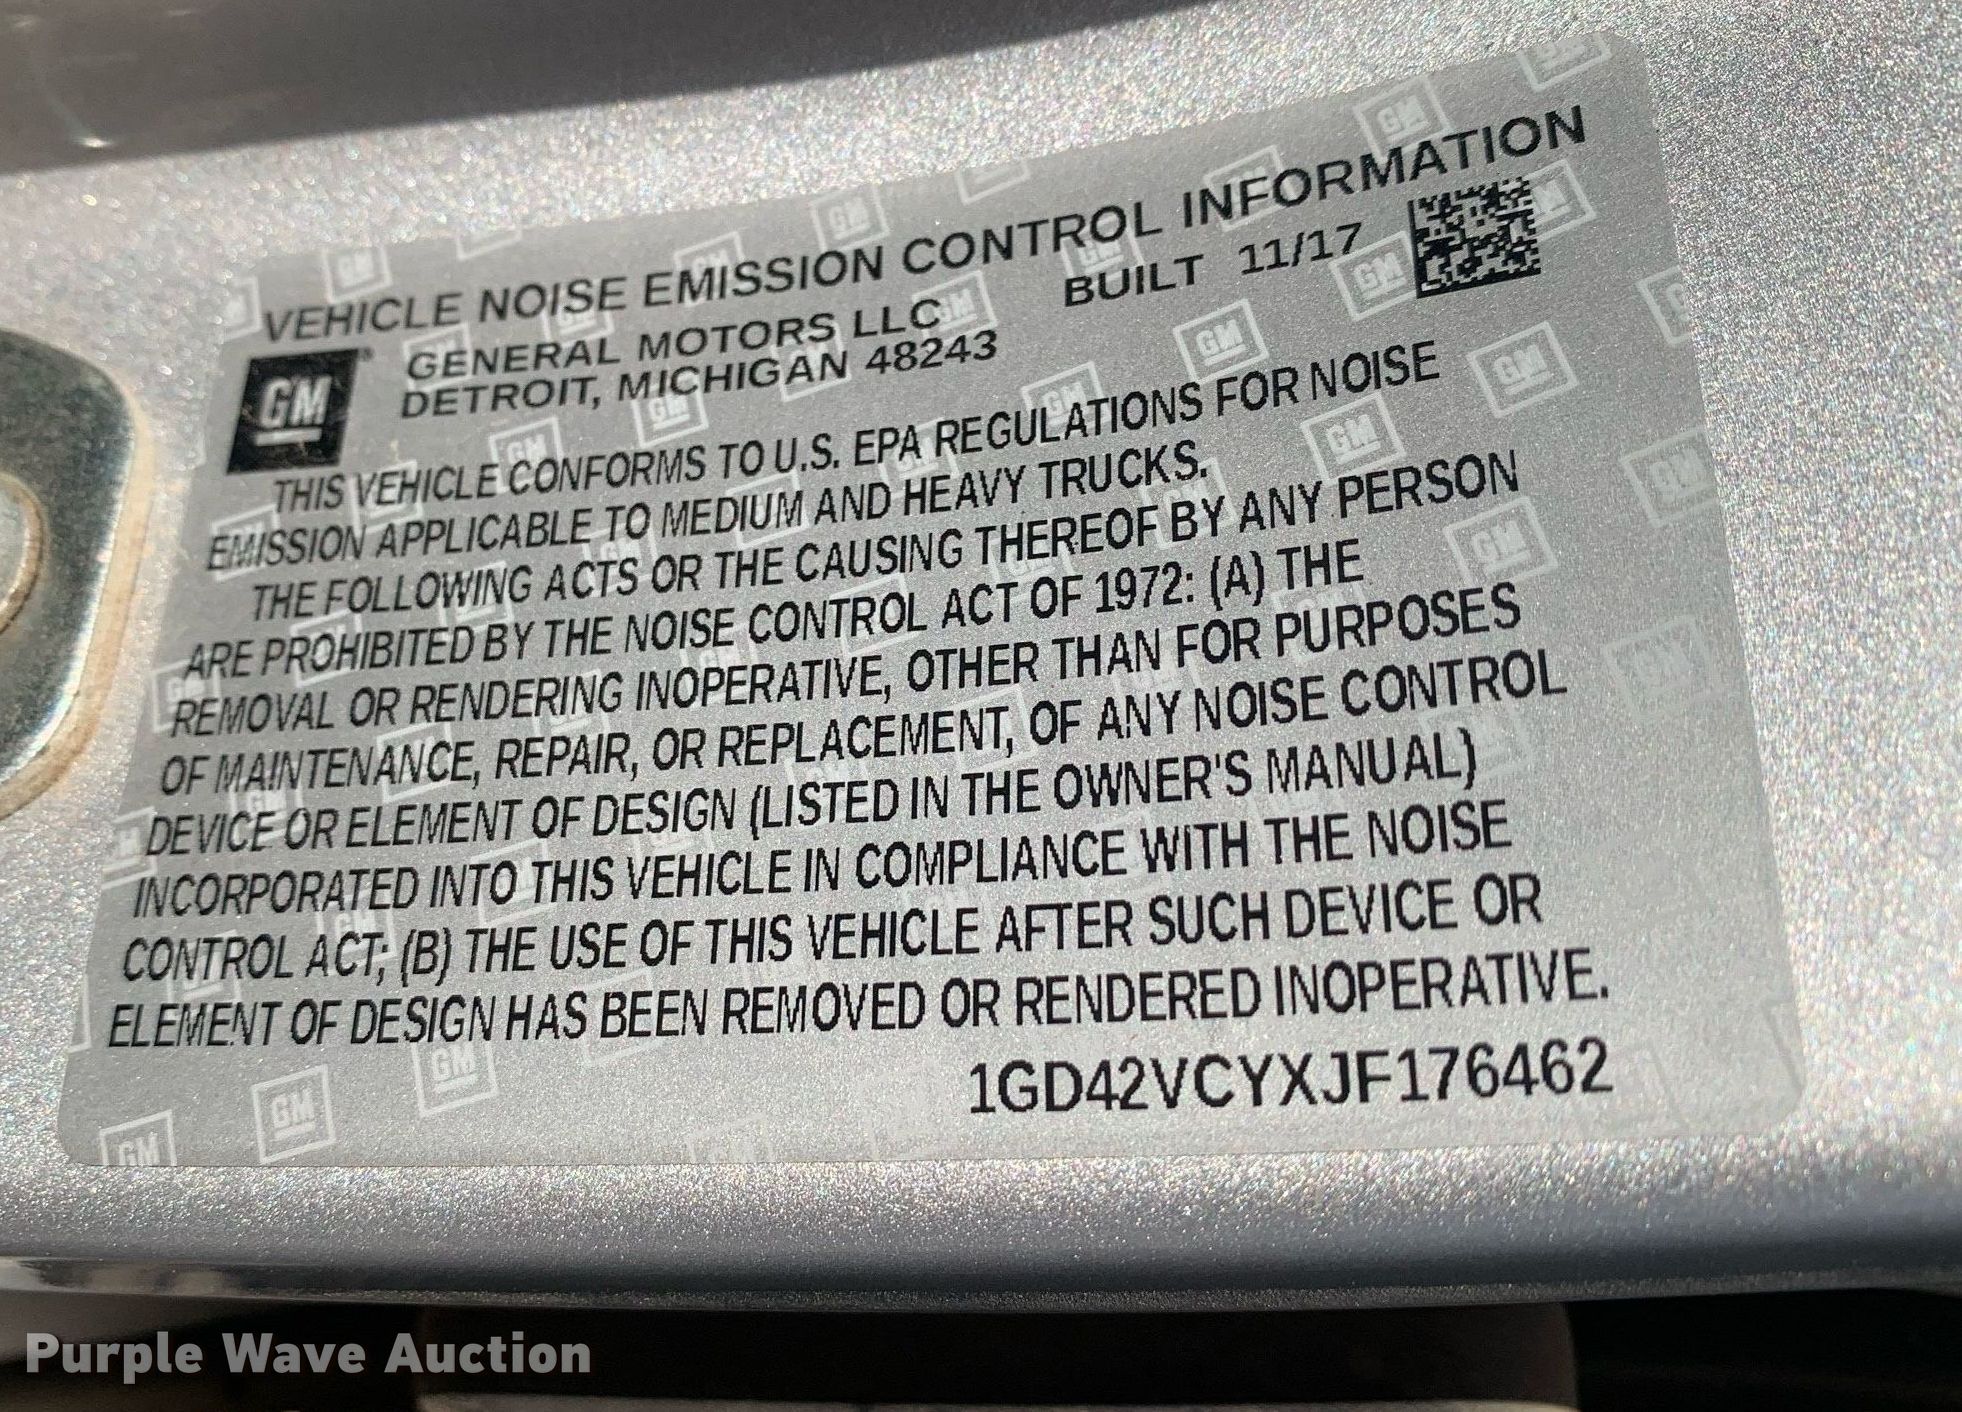 VEHICLE NOISE EMISSION CONTROL INFORMATION
GENERAL MOTORS LLC BUILT 11/17
DETROIT, MICHIGAN 48243
GM®
THIS VEHICLE CONFORMS TO U.S. EPA REGULATIONS FOR NOISE
EMISSION APPLICABLE TO MEDIUM AND HEAVY TRUCKS.
THE FOLLOWING ACTS OR THE CAUSING THEREOF BY ANY PERSON
ARE PROHIBITED BY THE NOISE CONTROL ACT OF 1972: (A) THE
REMOVAL OR RENDERING INOPERATIVE, OTHER THAN FOR PURPOSES
OF MAINTENANCE, REPAIR, OR REPLACEMENT, OF ANY NOISE CONTROL
DEVICE OR ELEMENT OF DESIGN (LISTED IN THE OWNER'S MANUAL)
INCORPORATED INTO THIS VEHICLE IN COMPLIANCE WITH THE NOISE
CONTROL ACT; (B) THE USE OF THIS VEHICLE AFTER SUCH DEVICE OR
ELEMENT OF DESIGN HAS BEEN REMOVED OR RENDERED INOPERATIVE.
1GD42VCYXJF176462
Purple Wave Auction